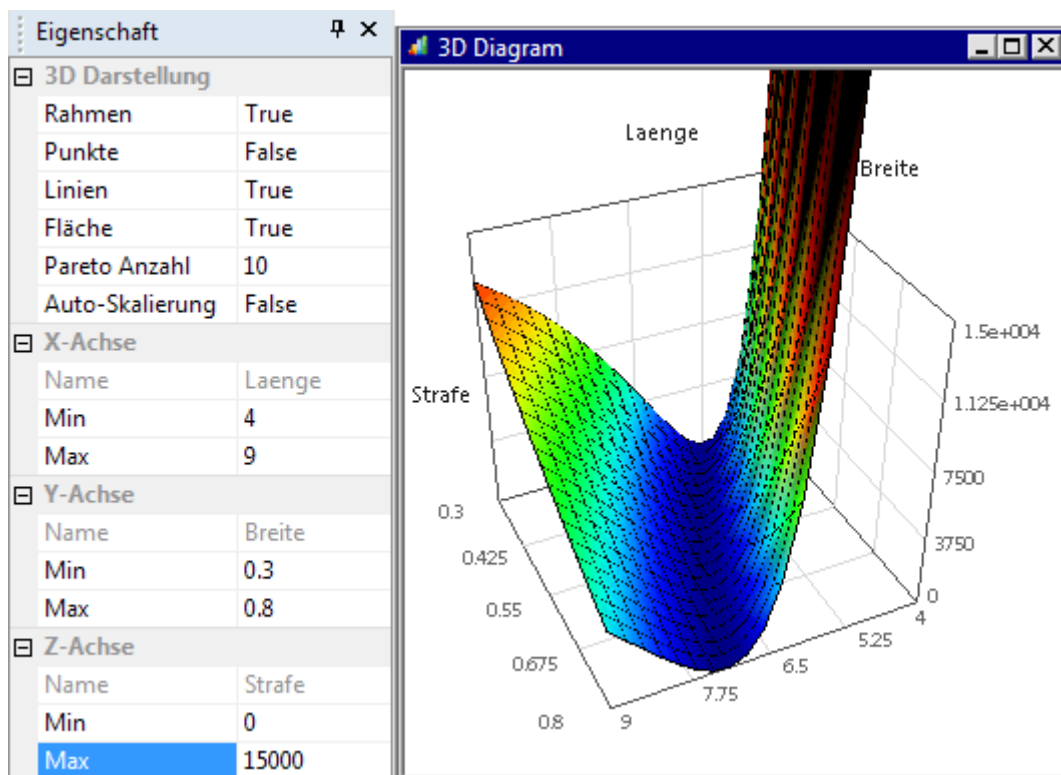 Eigenschaft
3D Darstellung
Rahmen True
Punkte False
Linien True
Fläche True
Pareto Anzahl 10
Auto-Skalierung False
X-Achse
Name Laenge
Min 4
Max 9
Y-Achse
Name Breite
Min 0.3
Max 0.8
Z-Achse
Name Strafe
Min 0
Max 15000
3D Diagram
Laenge
Breite
Strafe
1.5e+004
1.125e+004
7500
3750
0
0.3
0.425
0.55
0.675
0.8
9
7.75
6.5
5.25
4